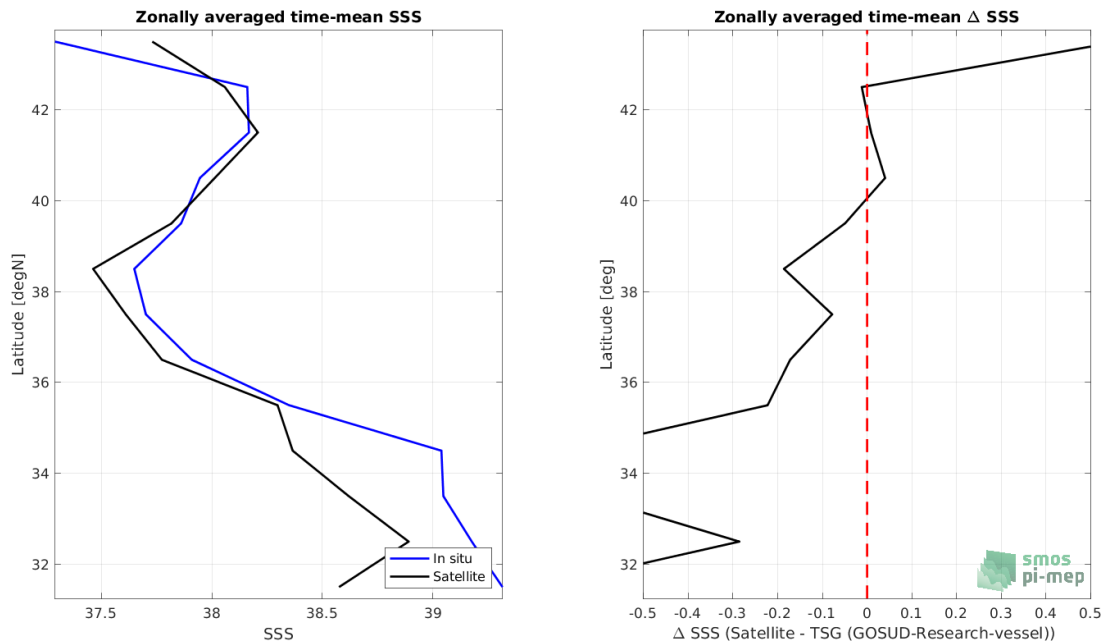 Zonally averaged time-mean SSS
Latitude [degN]
42
40
38
36
34
32
37.5 38 38.5 39
SSS
In situ
Satellite
Zonally averaged time-mean Δ SSS
Latitude [deg]
42
40
38
36
34
32
-0.5 -0.4 -0.3 -0.2 -0.1 0 0.1 0.2 0.3 0.4 0.5
Δ SSS (Satellite - TSG (GOSUD-Research-vessel))
smos
pi-mep